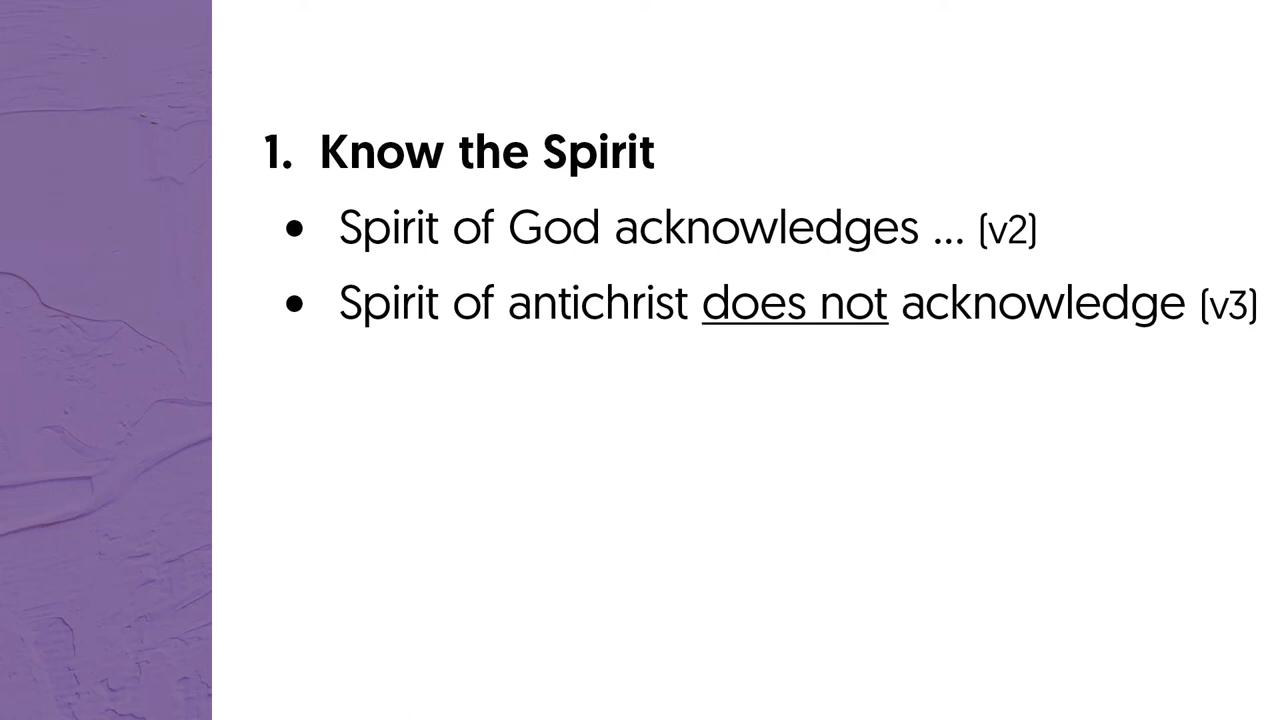 1. Know the Spirit
• Spirit of God acknowledges ... (v2)
• Spirit of antichrist does not acknowledge (v3)